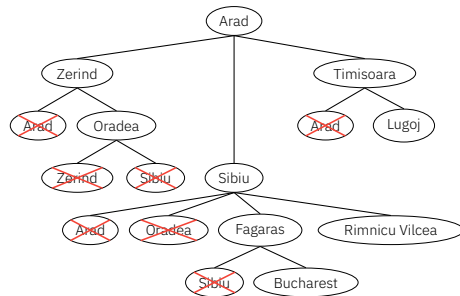 Arad
Zerind
Timisoara
Arad
Oradea
Arad
Lugoj
Zerind
Sibiu
Sibiu
Arad
Oradea
Fagaras
Rimnicu Vilcea
Sibiu
Bucharest